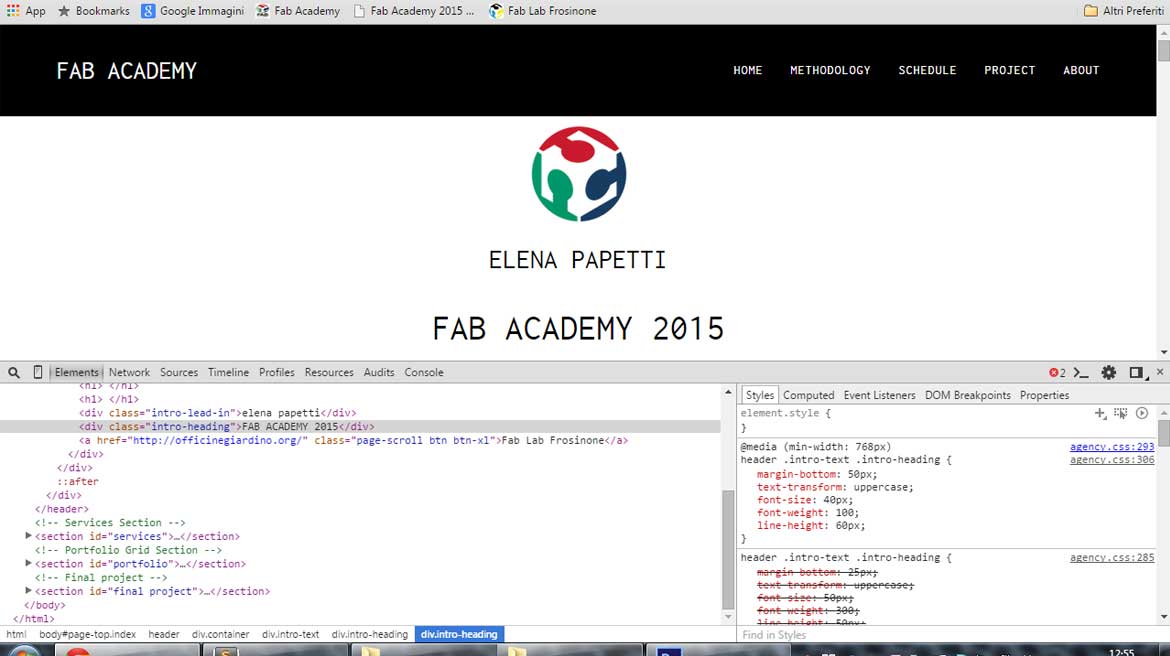 App Bookmarks Google Immagini Fab Academy Fab Academy 2015 ... Fab Lab Frosinone Altri Preferiti
FAB ACADEMY HOME METHODOLOGY SCHEDULE PROJECT ABOUT
ELENA PAPETTI
FAB ACADEMY 2015
Elements Network Sources Timeline Profiles Resources Audits Console 2
<h1> </h1>
<h1> </h1>
<div class="intro-lead-in">elena papetti</div>
<div class="intro-heading">FAB ACADEMY 2015</div>
<a href="http://officinegiardino.org/" class="page-scroll btn btn-xl">Fab Lab Frosinone</a>
</div>
</div>
::after
</div>
</header>
<!-- Services Section -->
<section id="services">…</section>
<!-- Portfolio Grid Section -->
<section id="portfolio">…</section>
<!-- Final project -->
<section id="final project">…</section>
</body>
</html>
html body#page-top.index header div.container div.intro-text div.intro-heading div.intro-heading
Styles Computed Event Listeners DOM Breakpoints Properties
element.style {
}
@media (min-width: 768px) agency.css:293
header .intro-text .intro-heading { agency.css:306
margin-bottom: 50px;
text-transform: uppercase;
font-size: 40px;
font-weight: 100;
line-height: 60px;
}
header .intro-text .intro-heading { agency.css:285
margin-bottom: 25px;
text-transform: uppercase;
font-size: 50px;
font-weight: 300;
line-height: 50px;
Find in Styles
12:55